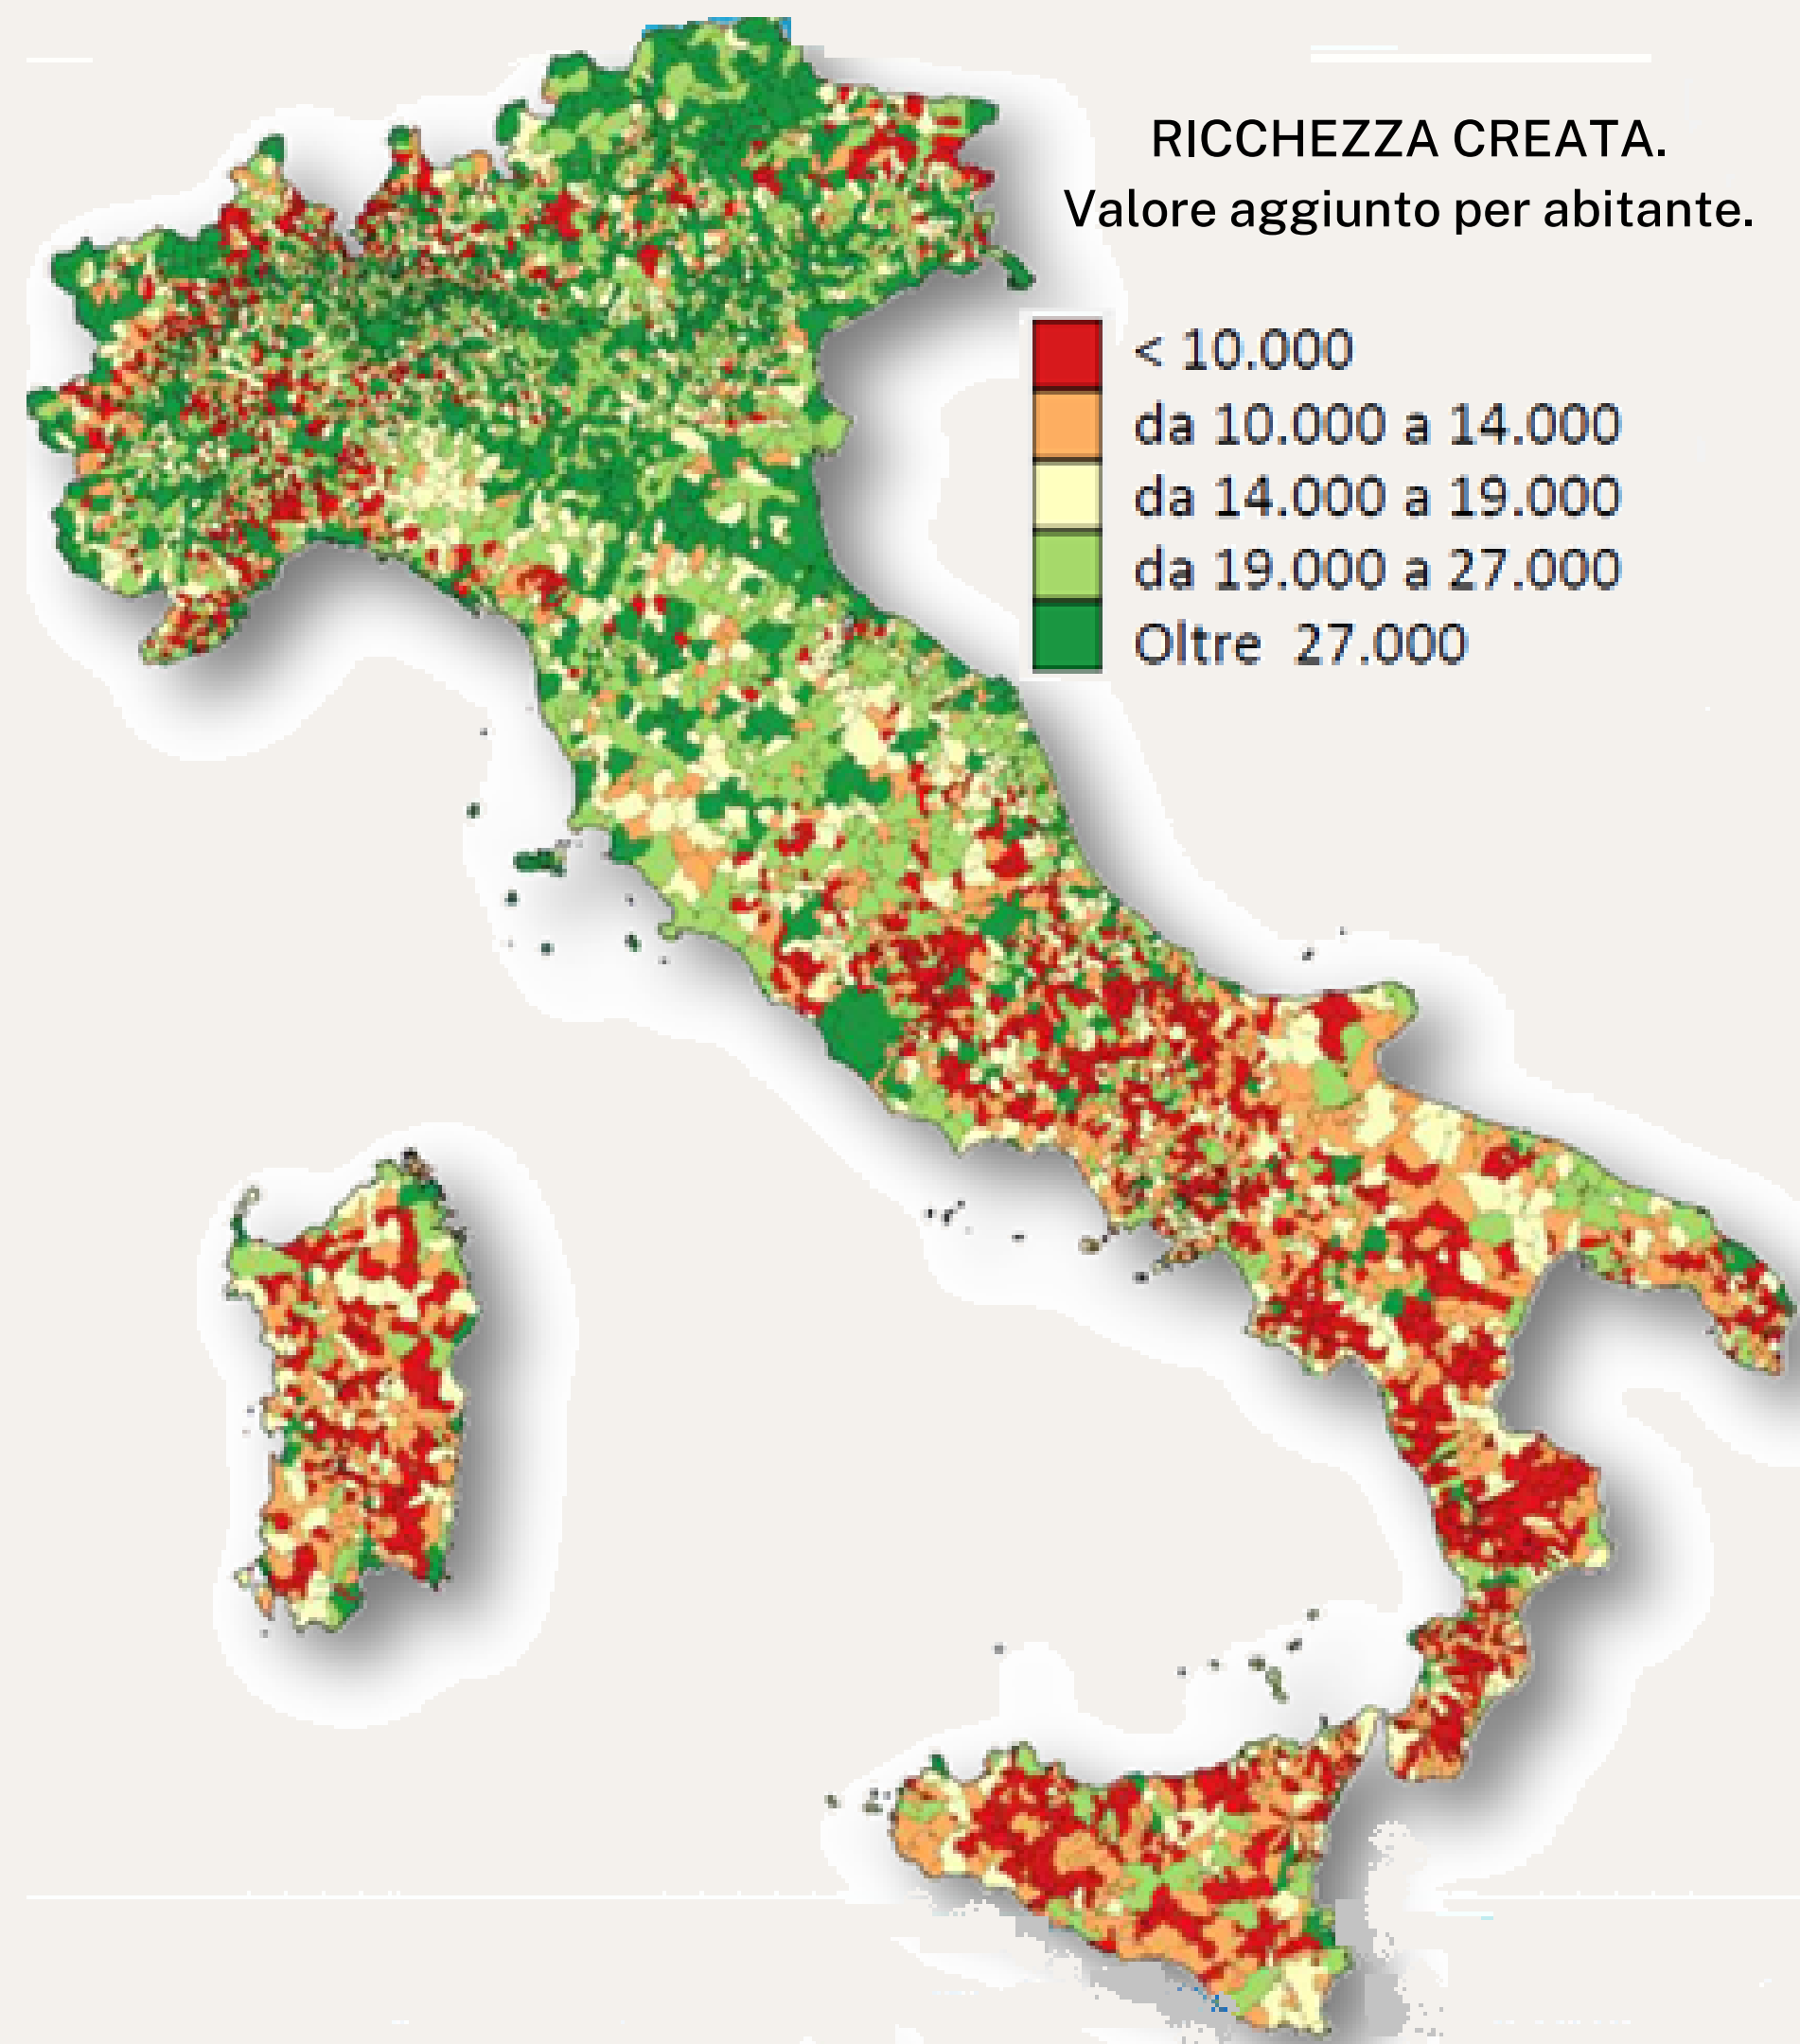 RICCHEZZA CREATA.
Valore aggiunto per abitante.
< 10.000
da 10.000 a 14.000
da 14.000 a 19.000
da 19.000 a 27.000
Oltre 27.000